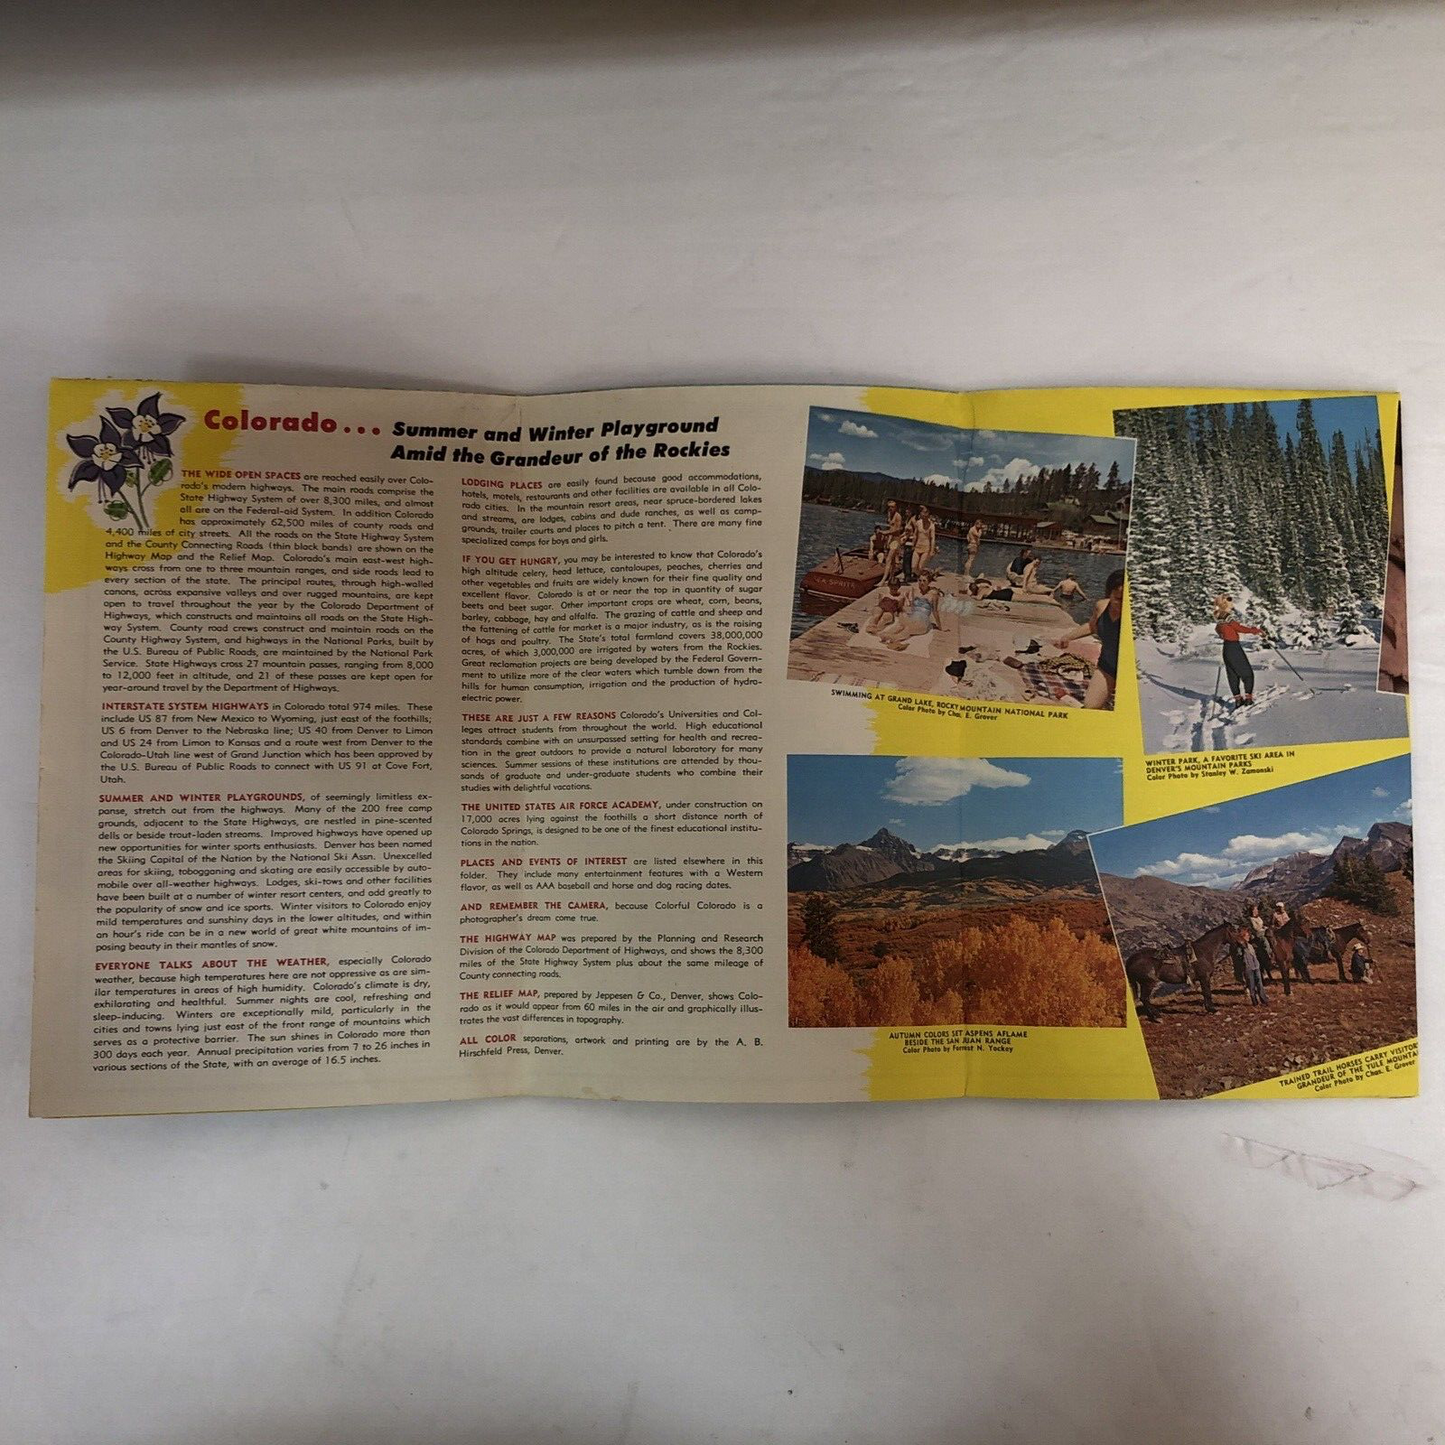 Colorado...
Summer and Winter Playground
Amid the Grandeur of the Rockies
THE WIDE OPEN SPACES are reached easily over Colo-
rado's modern highways. The main roads comprise the
State Highway System of over 8,300 miles, and almost
all are on the Federal-aid System. In addition Colorado
has approximately 62,500 miles of county roads and
4,400 miles of city streets. All the roads on the State Highway System
and the County Connecting Roads (thin black bands) are shown on the
Highway Map and the Relief Map. Colorado's main east-west high-
ways cross from one to three mountain ranges, and side roads lead to
every section of the state. The principal routes, through high-walled
canons, across expansive valleys and over rugged mountains, are kept
open to travel throughout the year by the Colorado Department of
Highways, which constructs and maintains all roads on the State High-
way System. County road crews construct and maintain roads on the
County Highway System, and highways in the National Parks, built by
the U.S. Bureau of Public Roads, are maintained by the National Park
Service. State Highways cross 27 mountain passes, ranging from 8,000
to 12,000 feet in altitude, and 21 of these passes are kept open for
year-around travel by the Department of Highways.
INTERSTATE SYSTEM HIGHWAYS in Colorado total 974 miles. These
include US 87 from New Mexico to Wyoming, just east of the foothills;
US 6 from Denver to the Nebraska line; US 40 from Denver to Limon
and US 24 from Limon to Kansas and a route west from Denver to the
Colorado-Utah line west of Grand Junction which has been approved by
the U.S. Bureau of Public Roads to connect with US 91 at Cove Fort,
Utah.
SUMMER AND WINTER PLAYGROUNDS, of seemingly limitless ex-
panse, stretch out from the highways. Many of the 200 free camp
grounds, adjacent to the State Highways, are nestled in pine-scented
dells or beside trout-laden streams. Improved highways have opened up
new opportunities for winter sports enthusiasts. Denver has been named
the Skiing Capital of the Nation by the National Ski Assn. Unexcelled
areas for skiing, tobogganing and skating are easily accessible by auto-
mobile over all-weather highways. Lodges, ski-tows and other facilities
have been built at a number of winter resort centers, and add greatly to
the popularity of snow and ice sports. Winter visitors to Colorado enjoy
mild temperatures and sunshiny days in the lower altitudes, and within
an hour's ride can be in a new world of great white mountains of im-
posing beauty in their mantles of snow.
EVERYONE TALKS ABOUT THE WEATHER, especially Colorado
weather, because high temperatures here are not oppressive as are sim-
ilar temperatures in areas of high humidity. Colorado's climate is dry,
exhilarating and healthful. Summer nights are cool, refreshing and
sleep-inducing. Winters are exceptionally mild, particularly in the
cities and towns lying just east of the front range of mountains which
serves as a protective barrier. The sun shines in Colorado more than
300 days each year. Annual precipitation varies from 7 to 26 inches in
various sections of the State, with an average of 16.5 inches.
LODGING PLACES are easily found because good accommodations,
hotels, motels, restaurants and other facilities are available in all Colo-
rado cities. In the mountain resort areas, near spruce-bordered lakes
and streams, are lodges, cabins and dude ranches, as well as camp-
grounds, trailer courts and places to pitch a tent. There are many fine
specialized camps for boys and girls.
IF YOU GET HUNGRY, you may be interested to know that Colorado's
high altitude celery, head lettuce, cantaloupes, peaches, cherries and
other vegetables and fruits are widely known for their fine quality and
excellent flavor. Colorado is at or near the top in quantity of sugar
beets and beet sugar. Other important crops are wheat, corn, beans,
barley, cabbage, hay and alfalfa. The grazing of cattle and sheep and
the fattening of cattle for market is a major industry, as is the raising
of hogs and poultry. The State's total farmland covers 38,000,000
acres, of which 3,000,000 are irrigated by waters from the Rockies.
Great reclamation projects are being developed by the Federal Govern-
ment to utilize more of the clear waters which tumble down from the
hills for human consumption, irrigation and the production of hydro-
electric power.
THESE ARE JUST A FEW REASONS Colorado's Universities and Col-
leges attract students from throughout the world. High educational
standards combine with an unsurpassed setting for health and recrea-
tion in the great outdoors to provide a natural laboratory for many
sciences. Summer sessions of these institutions are attended by thou-
sands of graduate and under-graduate students who combine their
studies with delightful vacations.
THE UNITED STATES AIR FORCE ACADEMY, under construction on
17,000 acres lying against the foothills a short distance north of
Colorado Springs, is designed to be one of the finest educational institu-
tions in the nation.
PLACES AND EVENTS OF INTEREST are listed elsewhere in this
folder. They include many entertainment features with a Western
flavor, as well as AAA baseball and horse and dog racing dates.
AND REMEMBER THE CAMERA, because Colorful Colorado is a
photographer's dream come true.
THE HIGHWAY MAP was prepared by the Planning and Research
Division of the Colorado Department of Highways, and shows the 8,300
miles of the State Highway System plus about the same mileage of
County connecting roads.
THE RELIEF MAP, prepared by Jeppesen & Co., Denver, shows Colo-
rado as it would appear from 60 miles in the air and graphically illus-
trates the vast differences in topography.
ALL COLOR separations, artwork and printing are by the A. B.
Hirschfeld Press, Denver.
SWIMMING AT GRAND LAKE, ROCKY MOUNTAIN NATIONAL PARK
Color Photo by Chas. E. Grover
WINTER PARK, A FAVORITE SKI AREA IN
DENVER'S MOUNTAIN PARKS
Color Photo by Stanley W. Zamonski
AUTUMN COLORS SET ASPENS AFLAME
BESIDE THE SAN JUAN RANGE
Color Photo by Forrest N. Yockey
TRAINED TRAIL HORSES CARRY VISITOR
GRANDEUR OF THE YULE MOUNTA
Color Photo by Chas. E. Grover